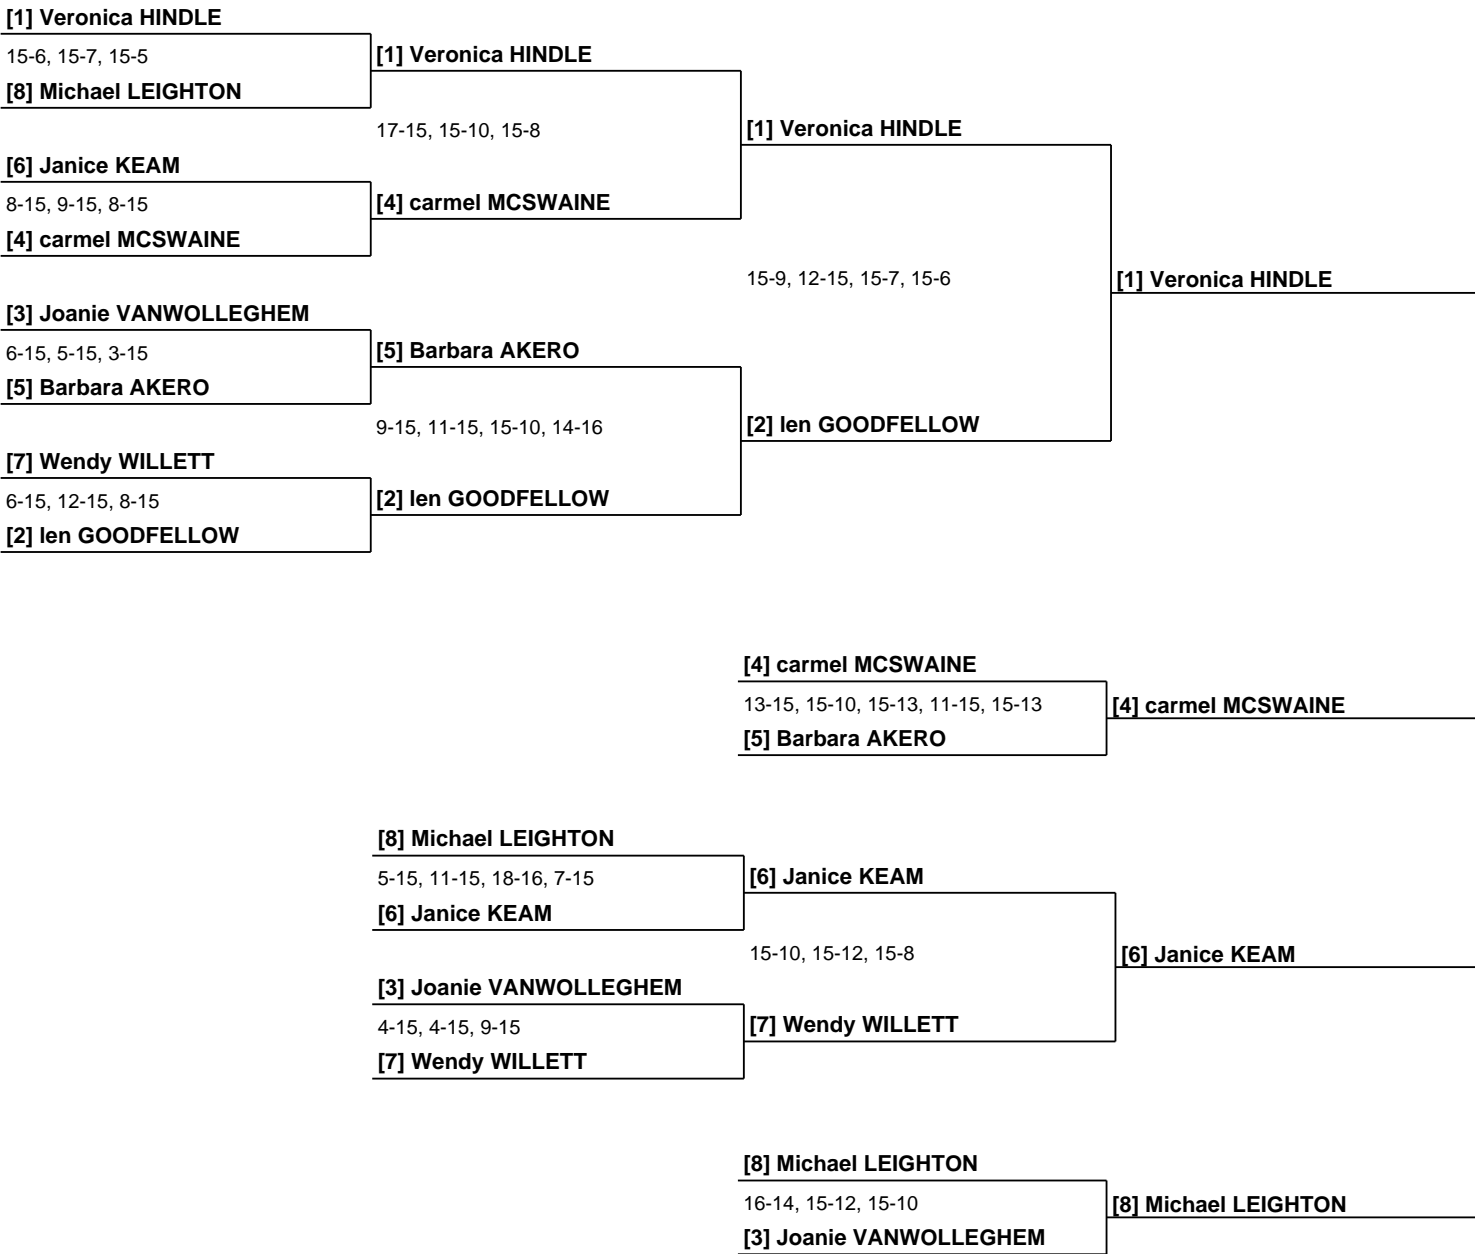 [1] Veronica HINDLE
15-6, 15-7, 15-5
[8] Michael LEIGHTON
[1] Veronica HINDLE
17-15, 15-10, 15-8
[1] Veronica HINDLE
[6] Janice KEAM
8-15, 9-15, 8-15
[4] carmel MCSWAINE
[4] carmel MCSWAINE
15-9, 12-15, 15-7, 15-6
[1] Veronica HINDLE
[3] Joanie VANWOLLEGHEM
6-15, 5-15, 3-15
[5] Barbara AKERO
[5] Barbara AKERO
9-15, 11-15, 15-10, 14-16
[2] len GOODFELLOW
[7] Wendy WILLETT
6-15, 12-15, 8-15
[2] len GOODFELLOW
[2] len GOODFELLOW
[4] carmel MCSWAINE
13-15, 15-10, 15-13, 11-15, 15-13
[4] carmel MCSWAINE
[5] Barbara AKERO
[8] Michael LEIGHTON
5-15, 11-15, 18-16, 7-15
[6] Janice KEAM
[6] Janice KEAM
15-10, 15-12, 15-8
[6] Janice KEAM
[3] Joanie VANWOLLEGHEM
4-15, 4-15, 9-15
[7] Wendy WILLETT
[7] Wendy WILLETT
[8] Michael LEIGHTON
16-14, 15-12, 15-10
[8] Michael LEIGHTON
[3] Joanie VANWOLLEGHEM